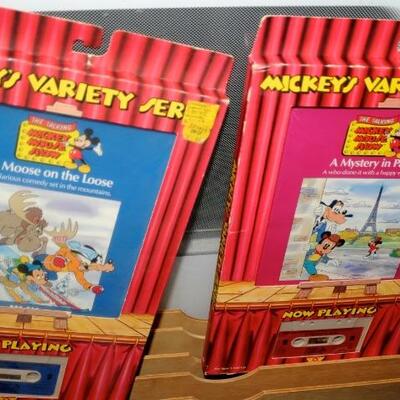 'S VARIETY SER
THE TALKING
MICKEY
MOUSE
SHOW
Moose on the Loose
larious comedy set in the mountains.
PLAYING
MICKEY'S VAR
THE TALKING
MICKEY
MOUSE
SHOW
A Mystery in Pa
A who-done-it with a happy
NOW PLAYING